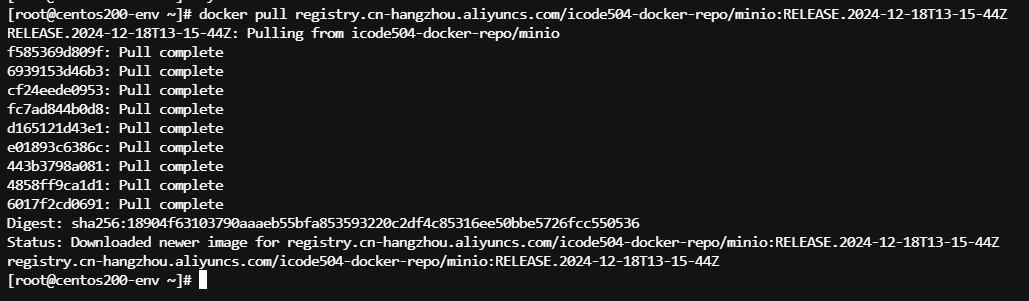 [root@centos200-env ~]# docker pull registry.cn-hangzhou.aliyuncs.com/icode504-docker-repo/minio:RELEASE.2024-12-18T13-15-44Z
RELEASE.2024-12-18T13-15-44Z: Pulling from icode504-docker-repo/minio
f585369d809f: Pull complete
6939153d46b3: Pull complete
cf24eede0953: Pull complete
fc7ad844b0d8: Pull complete
d165121d43e1: Pull complete
e01893c6386c: Pull complete
443b3798a081: Pull complete
4858ff9ca1d1: Pull complete
6017f2cd0691: Pull complete
Digest: sha256:18904f63103790aaaeb55bfa853593220c2df4c85316ee50bbe5726fcc550536
Status: Downloaded newer image for registry.cn-hangzhou.aliyuncs.com/icode504-docker-repo/minio:RELEASE.2024-12-18T13-15-44Z
registry.cn-hangzhou.aliyuncs.com/icode504-docker-repo/minio:RELEASE.2024-12-18T13-15-44Z
[root@centos200-env ~]#